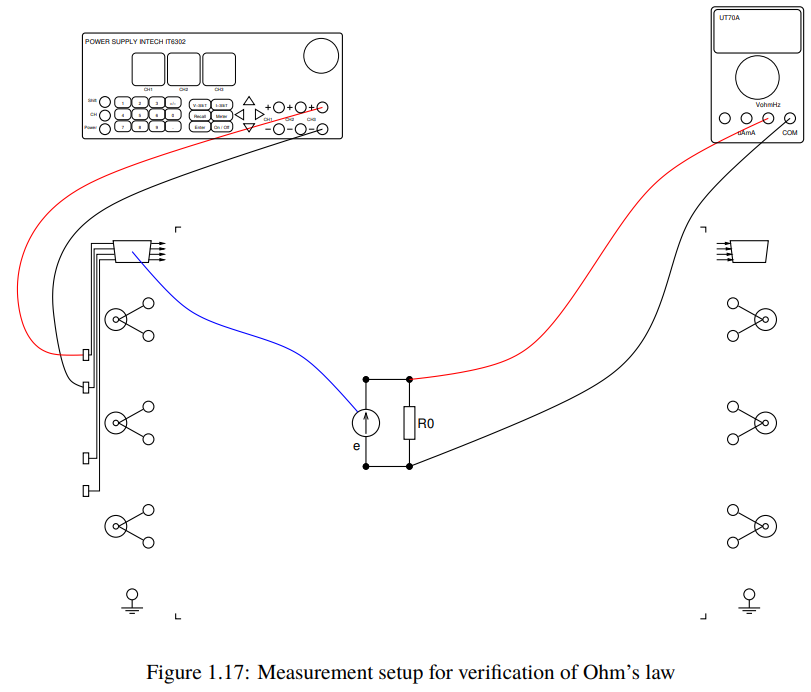 POWER SUPPLY INTECH IT6302
CH1 CH2 CH3
Shift 1 2 3 V-SET I-SET
CH 4 5 6 0 Recall Meter
Power 7 8 9 . Enter On / Off
+ + +
CH1 CH2 CH3
− − −
UT70A
VohmHz
uAmA COM
R0
e
Figure 1.17: Measurement setup for verification of Ohm's law